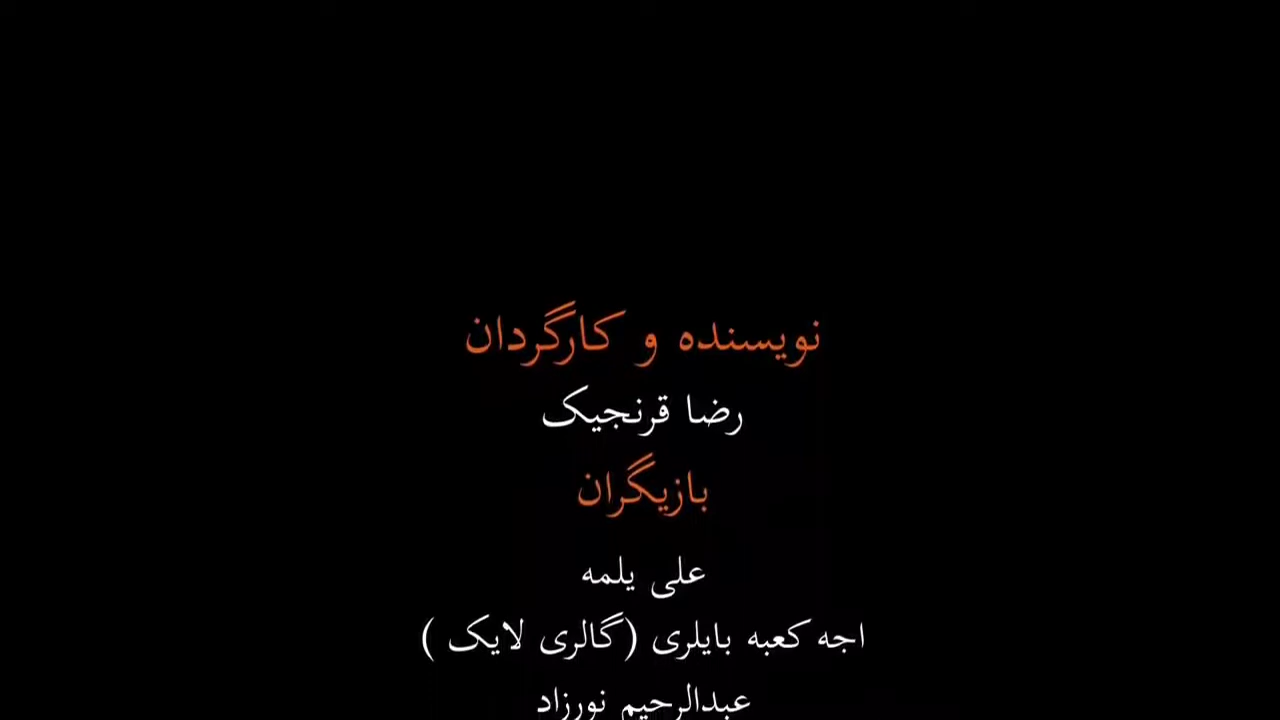 نویسنده و کارگردان
رضا قرنجیک
بازیگران
علی یلمه
اجه کعبه بایلری (گالری لایک )
عبدالرحیم نورزاد